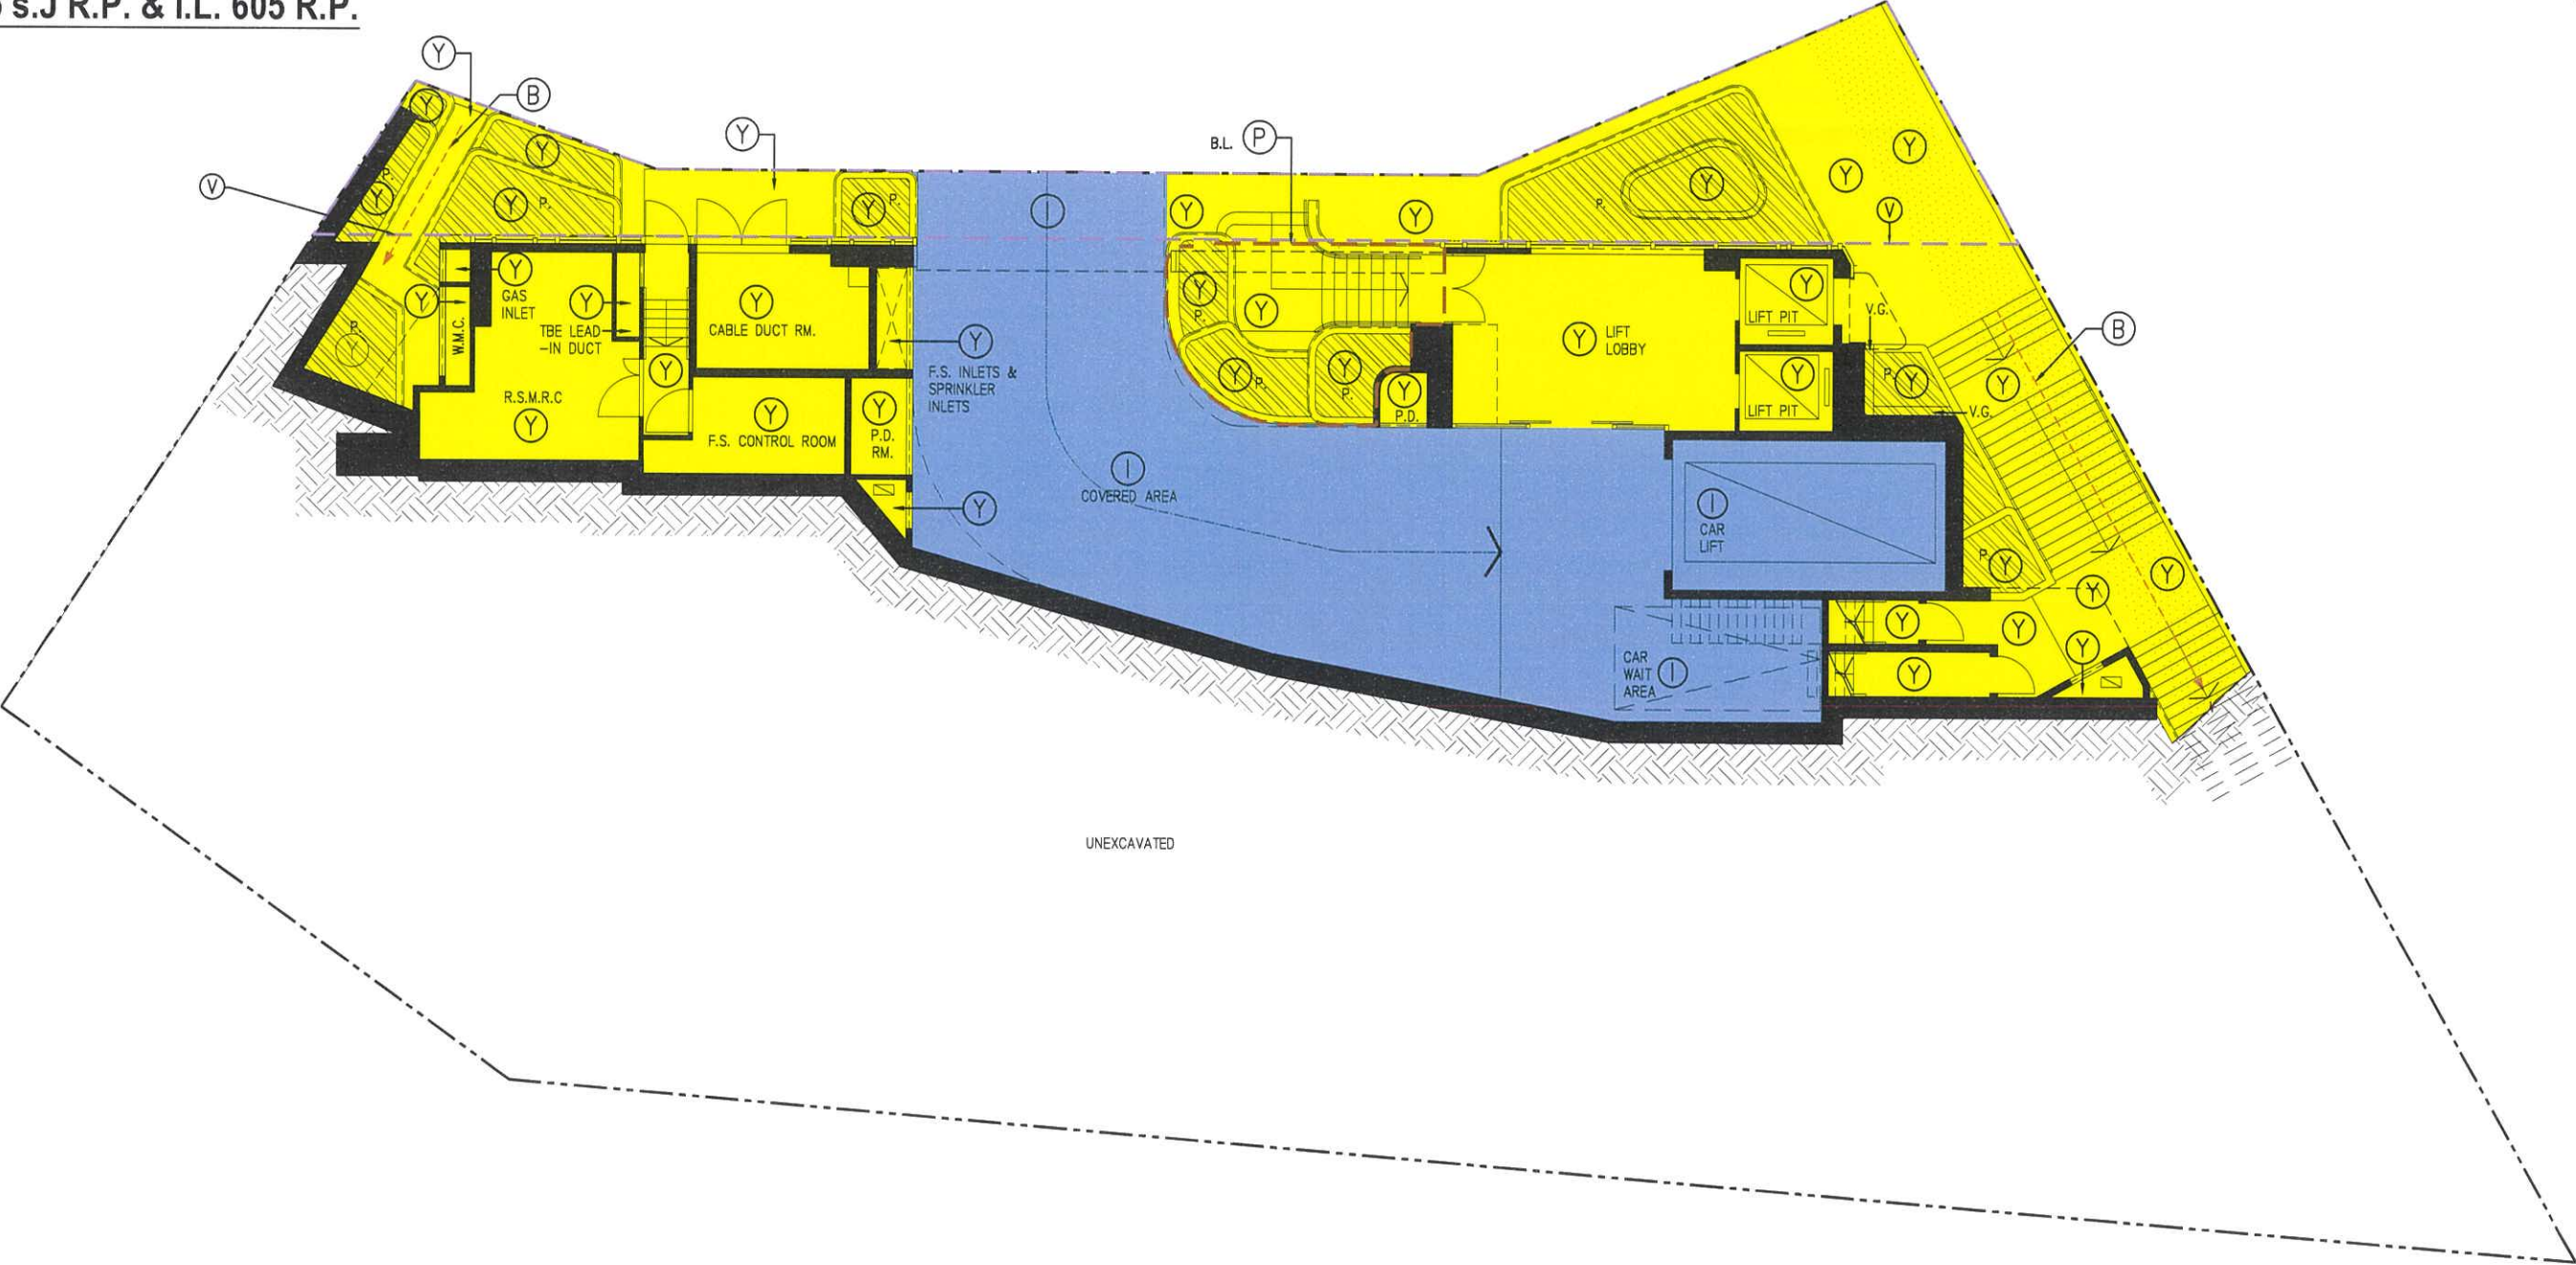 s.J R.P. & I.L. 605 R.P.
Y
B
Y
B.L. P
V
Y
Y
P.
Y
Y
P.
Y P.
I
Y
Y
P.
Y
Y
Y
V
Y
GAS
INLET
Y
W.M.C.
Y
TBE LEAD
-IN DUCT
Y
CABLE DUCT RM.
Y
F.S. INLETS &
SPRINKLER
INLETS
Y
P.
Y
Y
LIFT
LOBBY
Y
LIFT PIT
V.G.
B
P.
Y
Y
R.S.M.R.C
Y
Y
F.S. CONTROL ROOM
Y
P.D.
RM.
Y P.
Y
P.
Y
P.D.
Y
LIFT PIT
P.
Y
V.G.
Y
Y
I
COVERED AREA
I
CAR
LIFT
P.
Y
Y
Y
Y
Y
Y
Y
CAR
WAIT
AREA
I
UNEXCAVATED